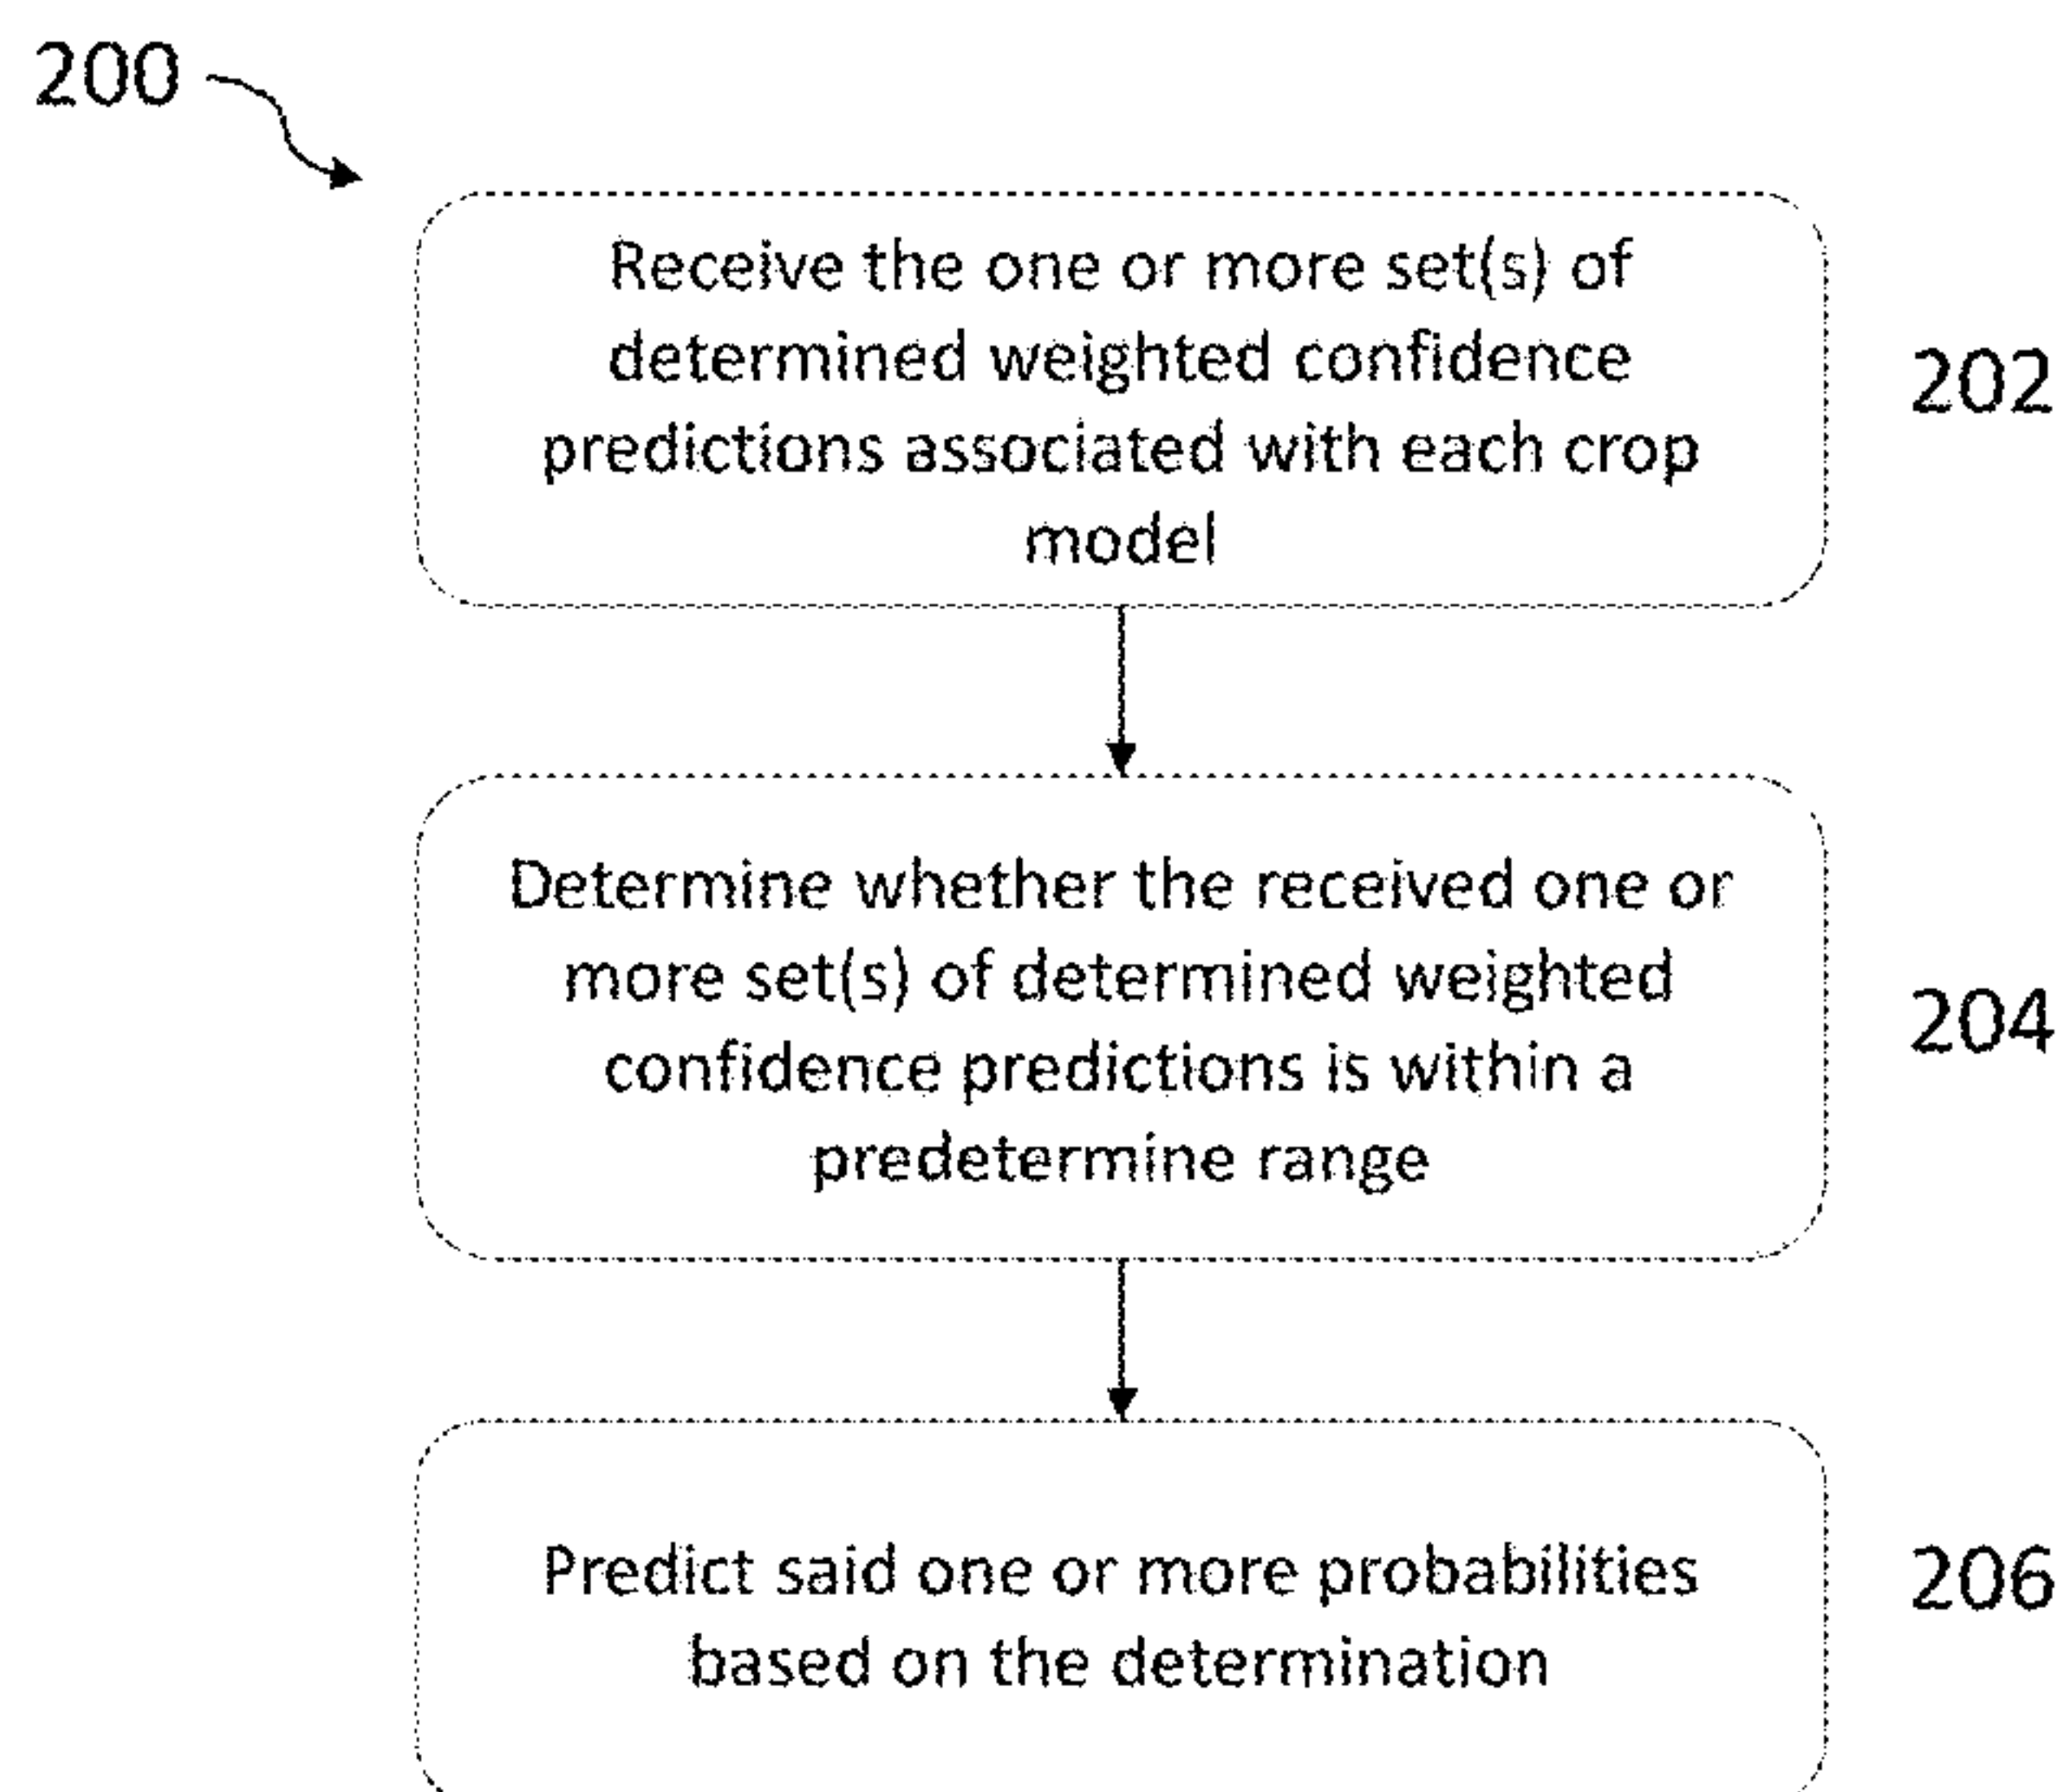 200
Receive the one or more set(s) of
determined weighted confidence
predictions associated with each crop
model
202
Determine whether the received one or
more set(s) of determined weighted
confidence predictions is within a
predetermine range
204
Predict said one or more probabilities
based on the determination
206